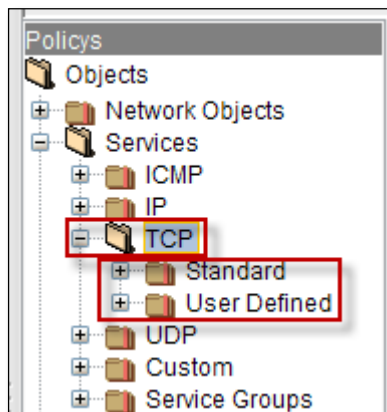 Policys
Objects
Network Objects
Services
ICMP
IP
TCP
Standard
User Defined
UDP
Custom
Service Groups